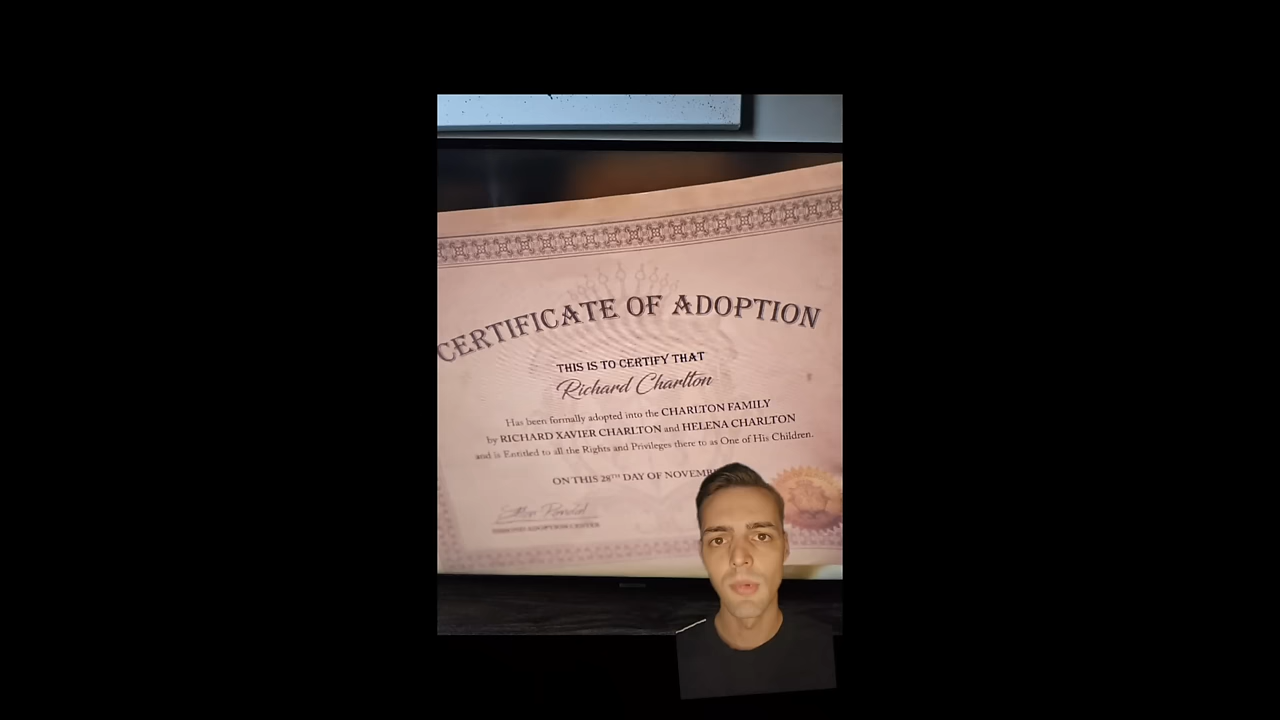 CERTIFICATE OF ADOPTION
THIS IS TO CERTIFY THAT
Richard Charlton
Has been formally adopted into the CHARLTON FAMILY
by RICHARD XAVIER CHARLTON and HELENA CHARLTON
and is Entitled to all the Rights and Privileges there to as One of His Children.
ON THIS 28TH DAY OF
ADOPTION CENTER